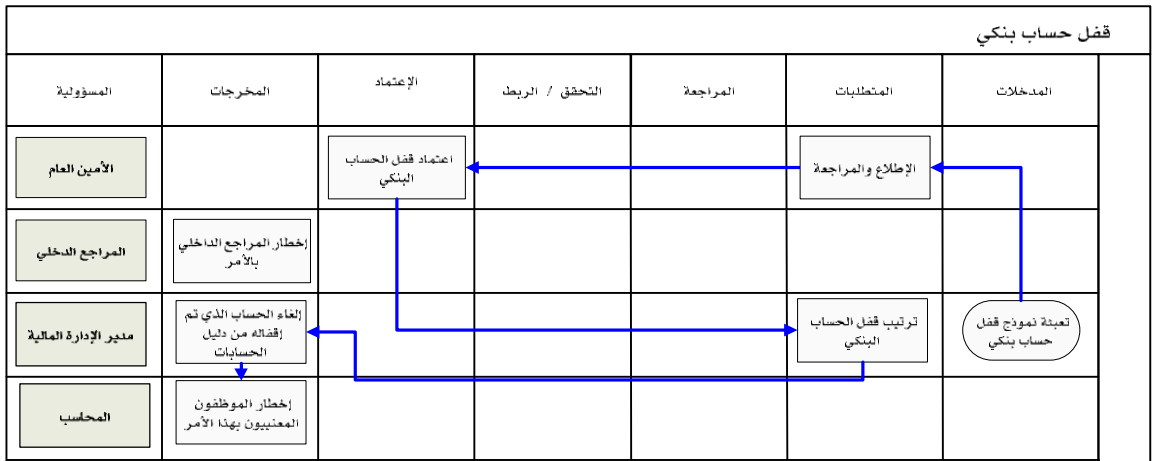 قفل حساب بنكي
المدخلات
المتطلبات
المراجعة
التحقق / الربط
الإعتماد
المخرجات
المسؤولية
الإطلاع والمراجعة
اعتماد قفل الحساب
البنكي
الأمين العام
إخطار المراجع الداخلي
بالأمر
المراجع الدخلي
تعبئة نموذج قفل
حساب بنكي
ترتيب قفل الحساب
البنكي
إلغاء الحساب الذي تم
إقفاله من دليل
الحسابات
مدير الإدارة المالية
إخطار الموظفون
المعنييون بهذا الأمر
المحاسب